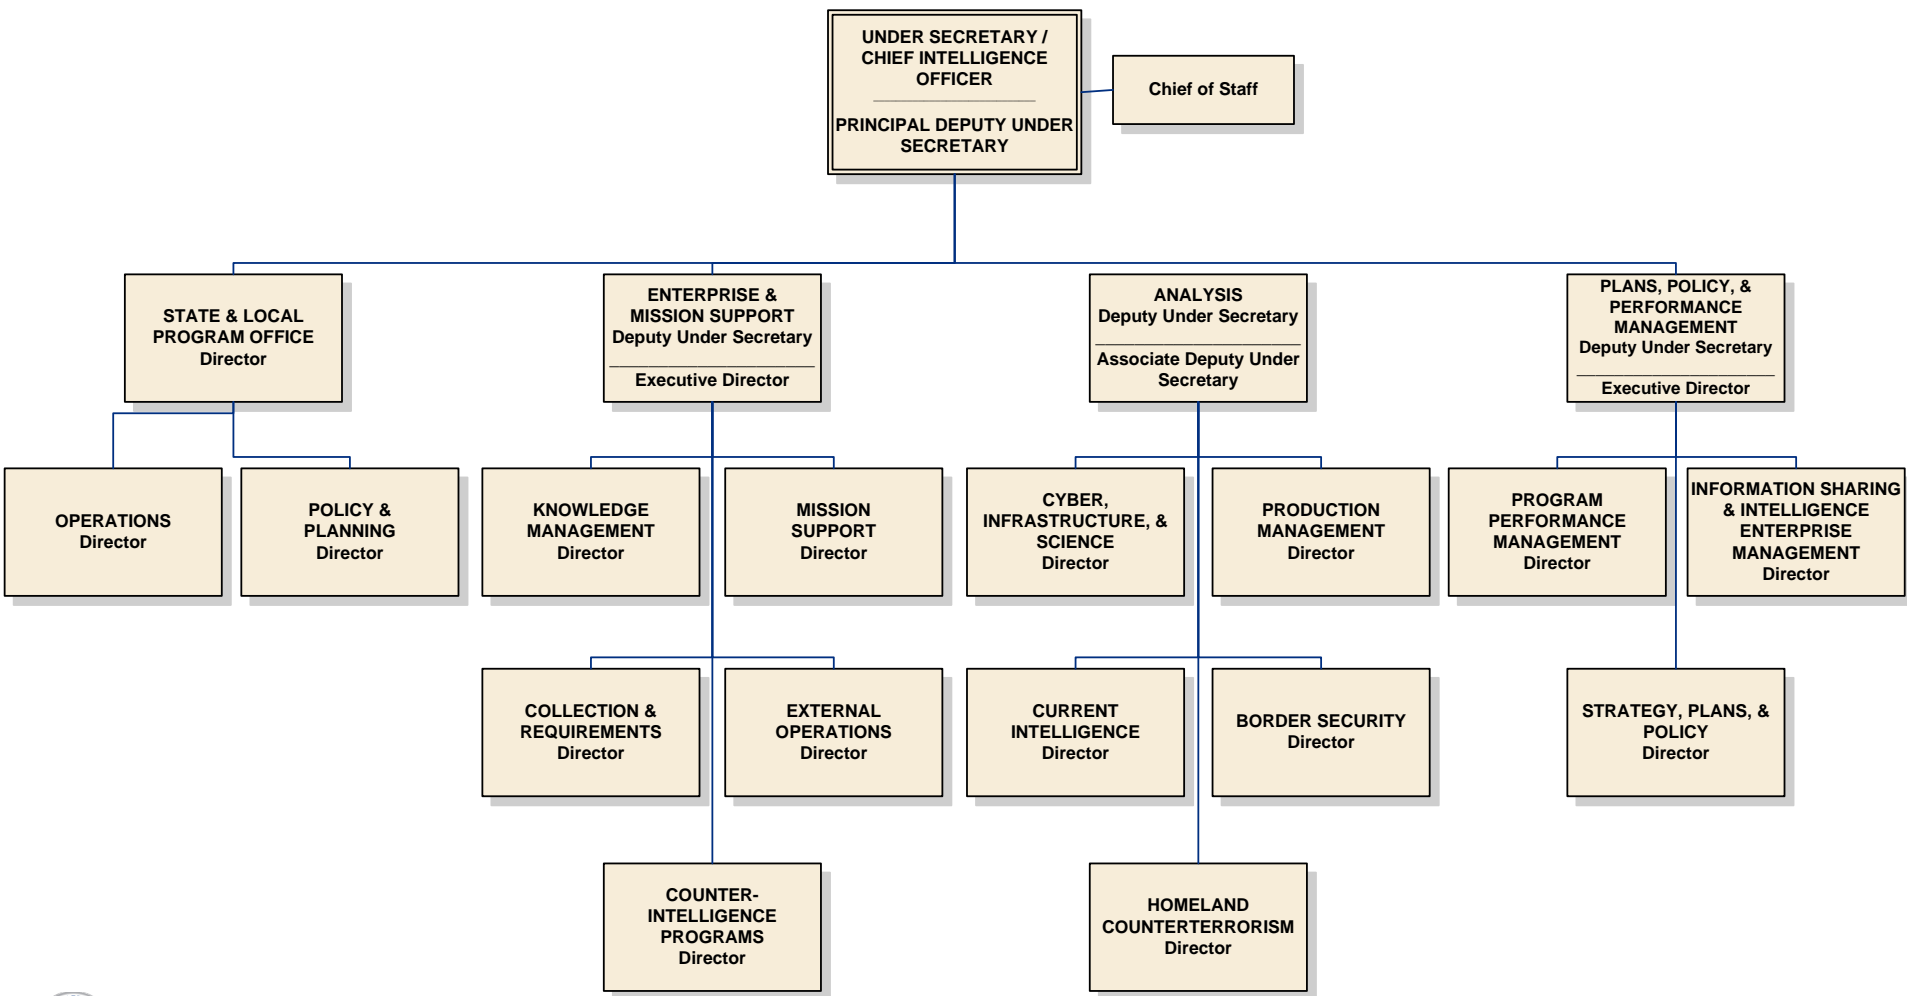 UNDER SECRETARY /
CHIEF INTELLIGENCE
OFFICER
PRINCIPAL DEPUTY UNDER
SECRETARY
Chief of Staff
STATE & LOCAL
PROGRAM OFFICE
Director
ENTERPRISE &
MISSION SUPPORT
Deputy Under Secretary
Executive Director
ANALYSIS
Deputy Under Secretary
Associate Deputy Under
Secretary
PLANS, POLICY, &
PERFORMANCE
MANAGEMENT
Deputy Under Secretary
Executive Director
OPERATIONS
Director
POLICY &
PLANNING
Director
KNOWLEDGE
MANAGEMENT
Director
MISSION
SUPPORT
Director
CYBER,
INFRASTRUCTURE, &
SCIENCE
Director
PRODUCTION
MANAGEMENT
Director
PROGRAM
PERFORMANCE
MANAGEMENT
Director
INFORMATION SHARING
& INTELLIGENCE
ENTERPRISE
MANAGEMENT
Director
COLLECTION &
REQUIREMENTS
Director
EXTERNAL
OPERATIONS
Director
CURRENT
INTELLIGENCE
Director
BORDER SECURITY
Director
STRATEGY, PLANS, &
POLICY
Director
COUNTER-
INTELLIGENCE
PROGRAMS
Director
HOMELAND
COUNTERTERRORISM
Director